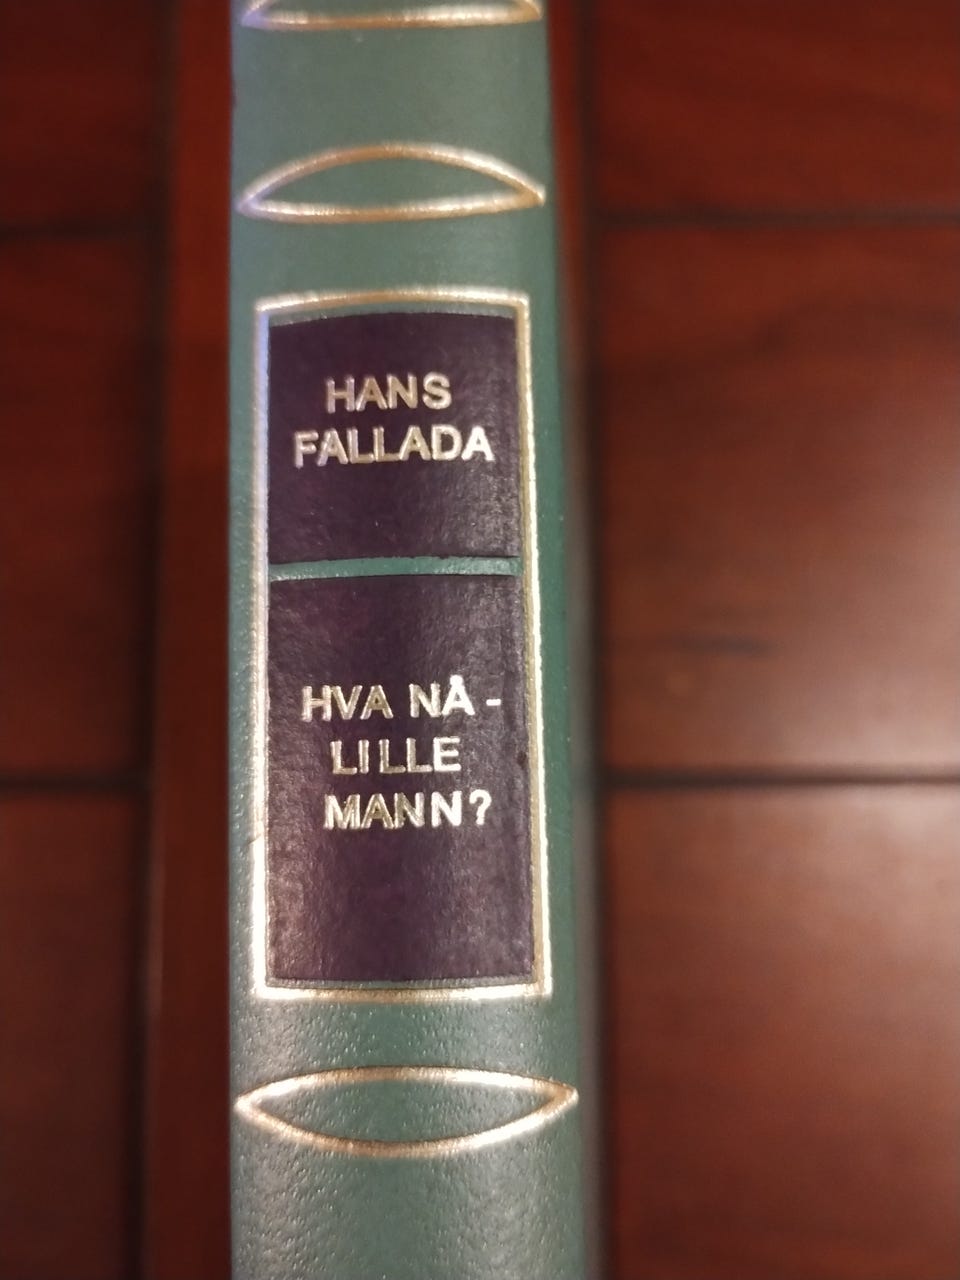 HANS
FALLADA
HVA NÅ -
LILLE
MANN?